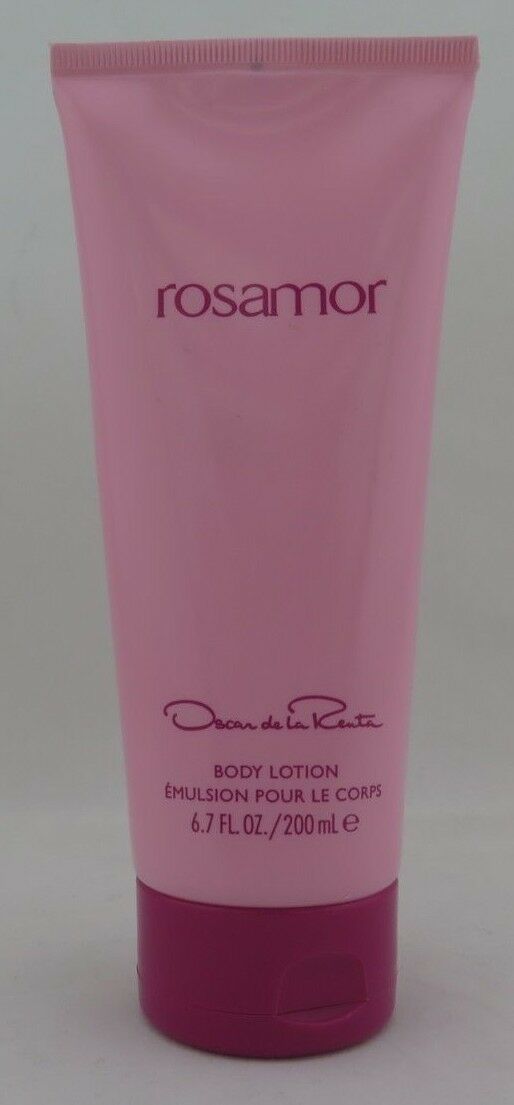 rosamor
Oscar de la Renta
BODY LOTION
ÉMULSION POUR LE CORPS
6.7 FL. OZ./200 mL e